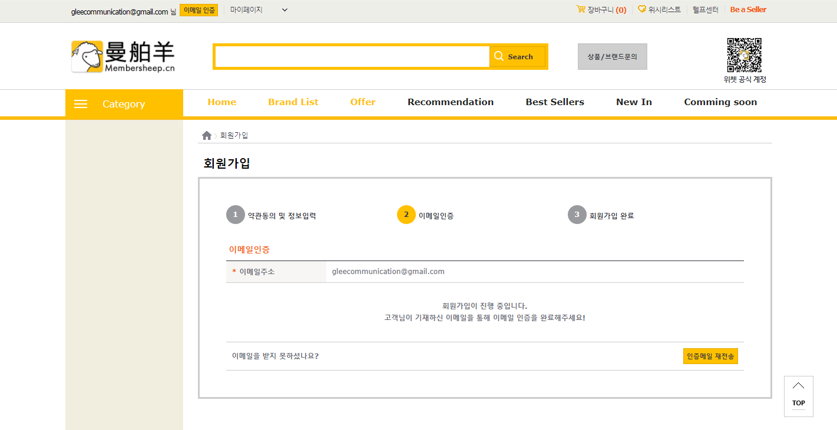 gleecommunication@gmail.com 님 이메일 인증 마이페이지 장바구니 (0) 위시리스트 헬프센터 Be a Seller
曼舶羊
Membersheep.cn
Search
상품/브랜드문의
위쳇 공식 계정
Category Home Brand List Offer Recommendation Best Sellers New In Comming soon
회원가입
회원가입
1 약관동의 및 정보입력 2 이메일인증 3 회원가입 완료
이메일인증
* 이메일주소 gleecommunication@gmail.com
회원가입이 진행 중입니다.
고객님이 기재하신 이메일을 통해 이메일 인증을 완료해주세요!
이메일을 받지 못하셨나요? 인증메일 재전송
TOP